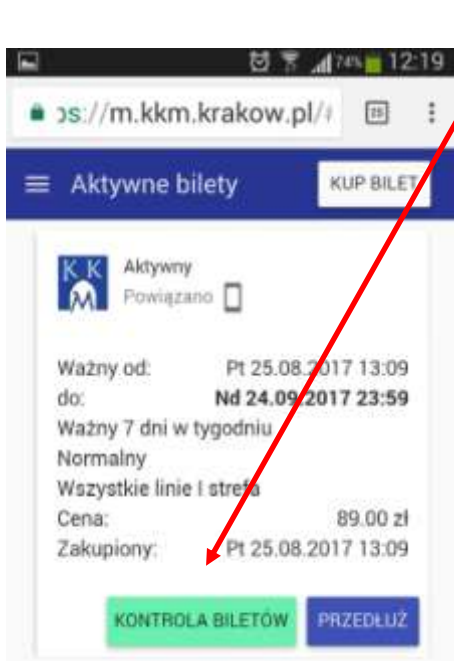 74% 12:19
ps://m.kkm.krakow.pl/#
Aktywne bilety KUP BILET
K K Aktywny
M Powiązano
Ważny od: Pt 25.08.2017 13:09
do: Nd 24.09.2017 23:59
Ważny 7 dni w tygodniu
Normalny
Wszystkie linie I strefa
Cena: 89.00 zł
Zakupiony: Pt 25.08.2017 13:09
KONTROLA BILETÓW PRZEDŁUŻ